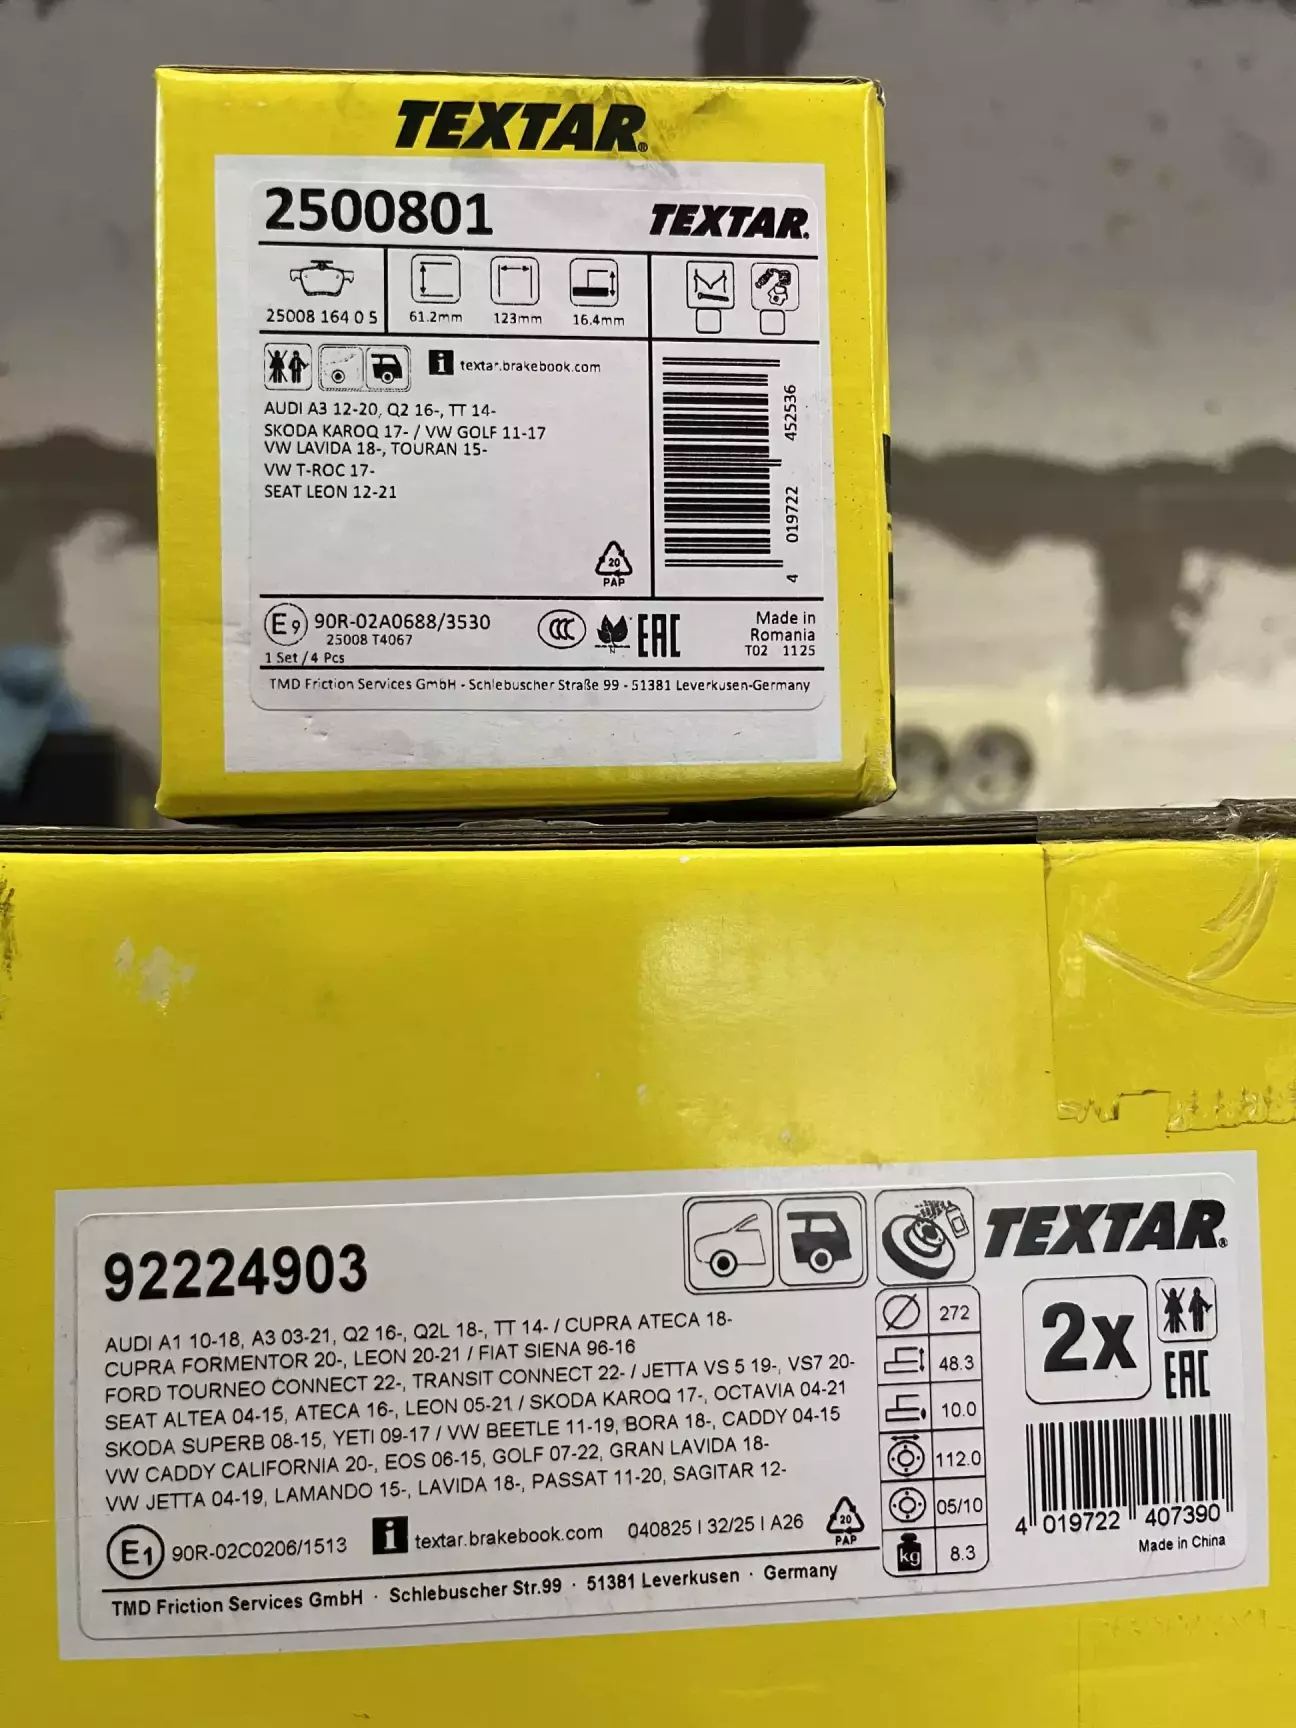 TEXTAR®
2500801
TEXTAR®
25008 164 0 5
61.2mm
123mm
16.4mm
i textar.brakebook.com
AUDI A3 12-20, Q2 16-, TT 14-
SKODA KAROQ 17- / VW GOLF 11-17
VW LAVIDA 18-, TOURAN 15-
VW T-ROC 17-
SEAT LEON 12-21
4 019722 452536
20
PAP
E9 90R-02A0688/3530
25008 T4067
1 Set / 4 Pcs
CCC
N
EAC
Made in
Romania
T02 1125
TMD Friction Services GmbH - Schlebuscher Straße 99 - 51381 Leverkusen-Germany
92224903
TEXTAR®
AUDI A1 10-18, A3 03-21, Q2 16-, Q2L 18-, TT 14- / CUPRA ATECA 18-
CUPRA FORMENTOR 20-, LEON 20-21 / FIAT SIENA 96-16
FORD TOURNEO CONNECT 22-, TRANSIT CONNECT 22- / JETTA VS 5 19-, VS7 20-
SEAT ALTEA 04-15, ATECA 16-, LEON 05-21 / SKODA KAROQ 17-, OCTAVIA 04-21
SKODA SUPERB 08-15, YETI 09-17 / VW BEETLE 11-19, BORA 18-, CADDY 04-15
VW CADDY CALIFORNIA 20-, EOS 06-15, GOLF 07-22, GRAN LAVIDA 18-
VW JETTA 04-19, LAMANDO 15-, LAVIDA 18-, PASSAT 11-20, SAGITAR 12-
272
48.3
10.0
112.0
05/10
kg 8.3
2x
EAC
4 019722 407390
Made in China
E1 90R-02C0206/1513
i textar.brakebook.com
040825 | 32/25 | A26
20
PAP
TMD Friction Services GmbH · Schlebuscher Str.99 · 51381 Leverkusen · Germany